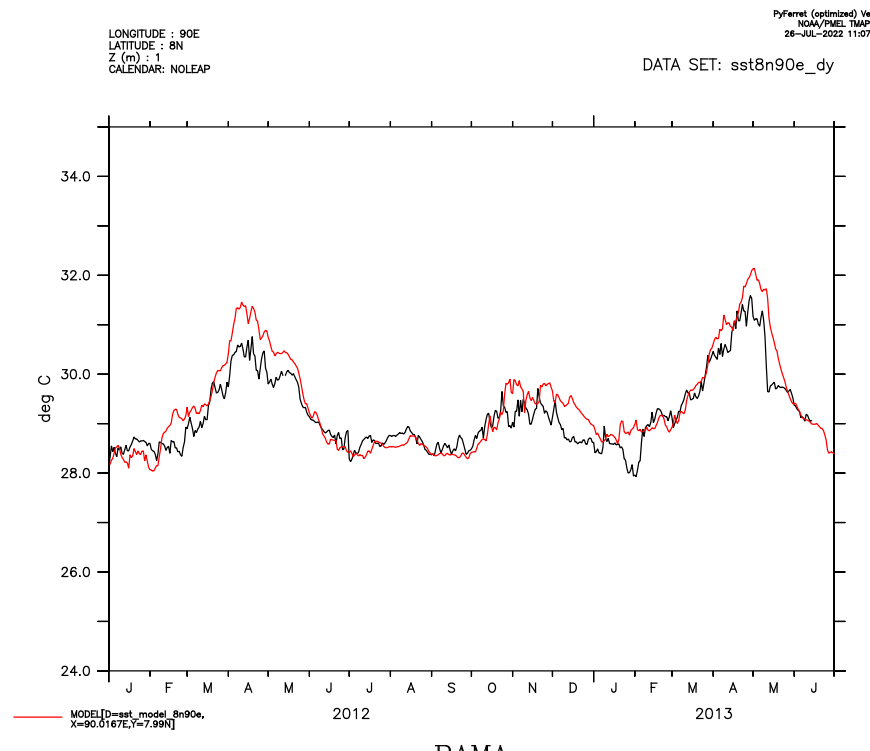 PyFerret (optimized) Ve
NOAA/PMEL TMAP
26-JUL-2022 11:07
LONGITUDE : 90E
LATITUDE : 8N
Z (m) : 1
CALENDAR: NOLEAP
DATA SET: sst8n90e_dy
34.0
32.0
30.0
28.0
26.0
24.0
deg C
J F M A M J J A S O N D J F M A M J
2012 2013
MODEL[D=sst_model_8n90e,
X=90.0167E,Y=7.99N]
RAMA